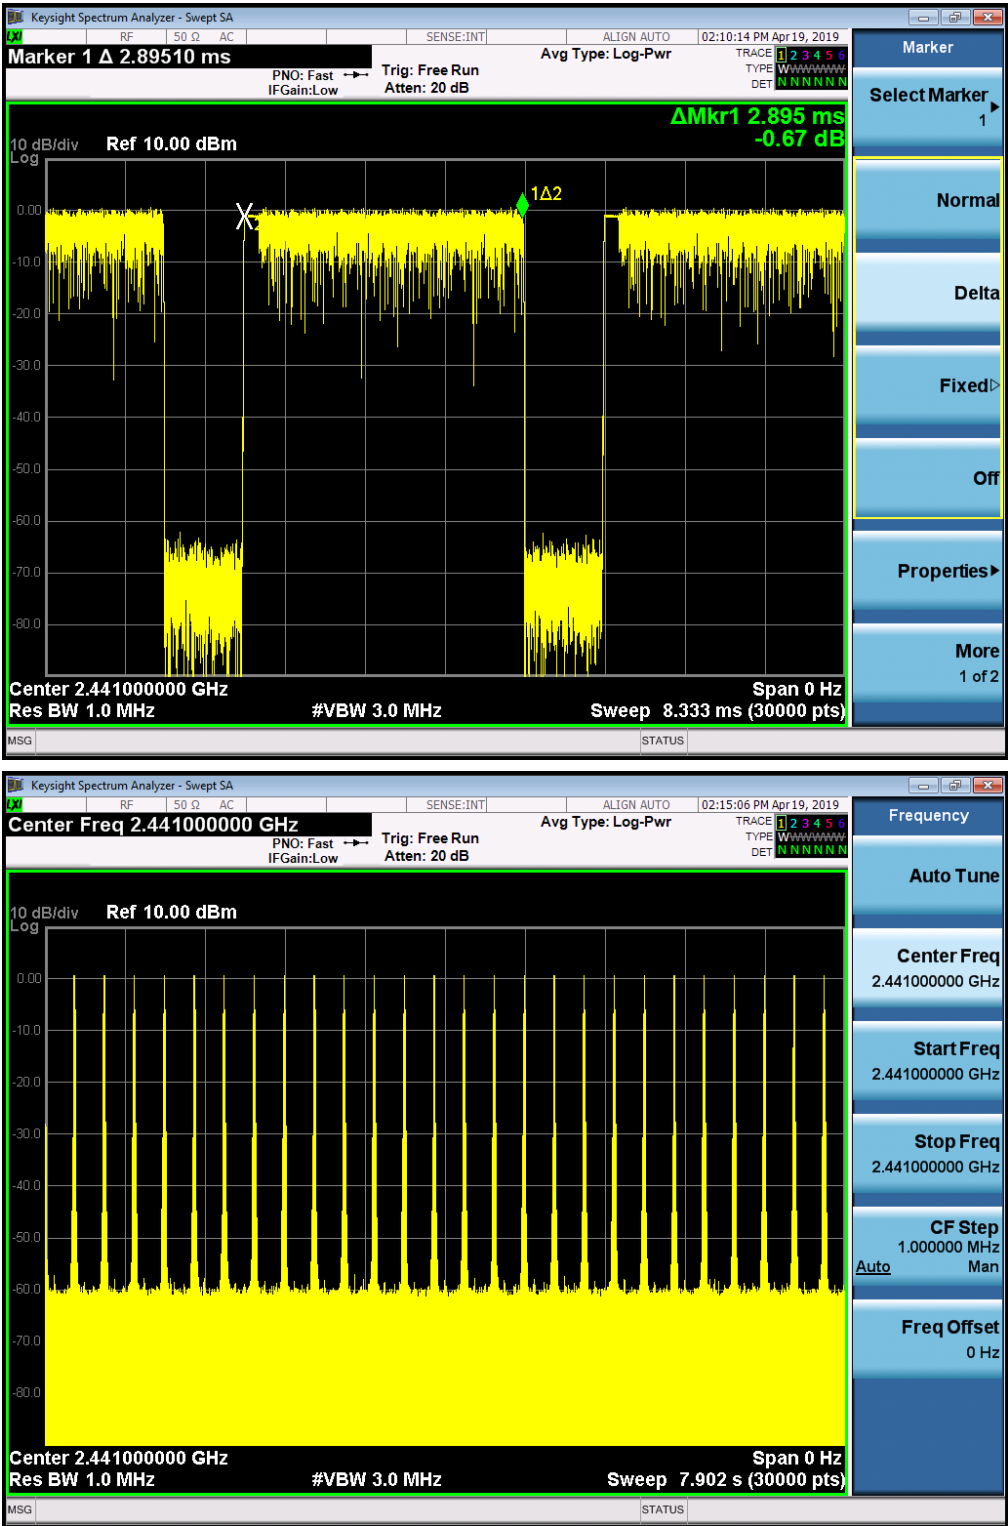 Keysight Spectrum Analyzer - Swept SA
LXI RF 50 Ω AC SENSE:INT ALIGN AUTO 02:10:14 PM Apr 19, 2019
Marker 1 Δ 2.89510 ms
PNO: Fast
IFGain:Low
Trig: Free Run
Atten: 20 dB
Avg Type: Log-Pwr
TRACE 1 2 3 4 5 6
TYPE WWWWWW
DET N N N N N N
ΔMkr1 2.895 ms
-0.67 dB
10 dB/div Ref 10.00 dBm
Log
0.00
-10.0
-20.0
-30.0
-40.0
-50.0
-60.0
-70.0
-80.0
X2
1Δ2
Center 2.441000000 GHz Span 0 Hz
Res BW 1.0 MHz #VBW 3.0 MHz Sweep 8.333 ms (30000 pts)
MSG STATUS
Marker
Select Marker
1
Normal
Delta
Fixed
Off
Properties
More
1 of 2
Keysight Spectrum Analyzer - Swept SA
LXI RF 50 Ω AC SENSE:INT ALIGN AUTO 02:15:06 PM Apr 19, 2019
Center Freq 2.441000000 GHz
PNO: Fast
IFGain:Low
Trig: Free Run
Atten: 20 dB
Avg Type: Log-Pwr
TRACE 1 2 3 4 5 6
TYPE WWWWWW
DET N N N N N N
10 dB/div Ref 10.00 dBm
Log
0.00
-10.0
-20.0
-30.0
-40.0
-50.0
-60.0
-70.0
-80.0
Center 2.441000000 GHz Span 0 Hz
Res BW 1.0 MHz #VBW 3.0 MHz Sweep 7.902 s (30000 pts)
MSG STATUS
Frequency
Auto Tune
Center Freq
2.441000000 GHz
Start Freq
2.441000000 GHz
Stop Freq
2.441000000 GHz
CF Step
1.000000 MHz
Auto Man
Freq Offset
0 Hz